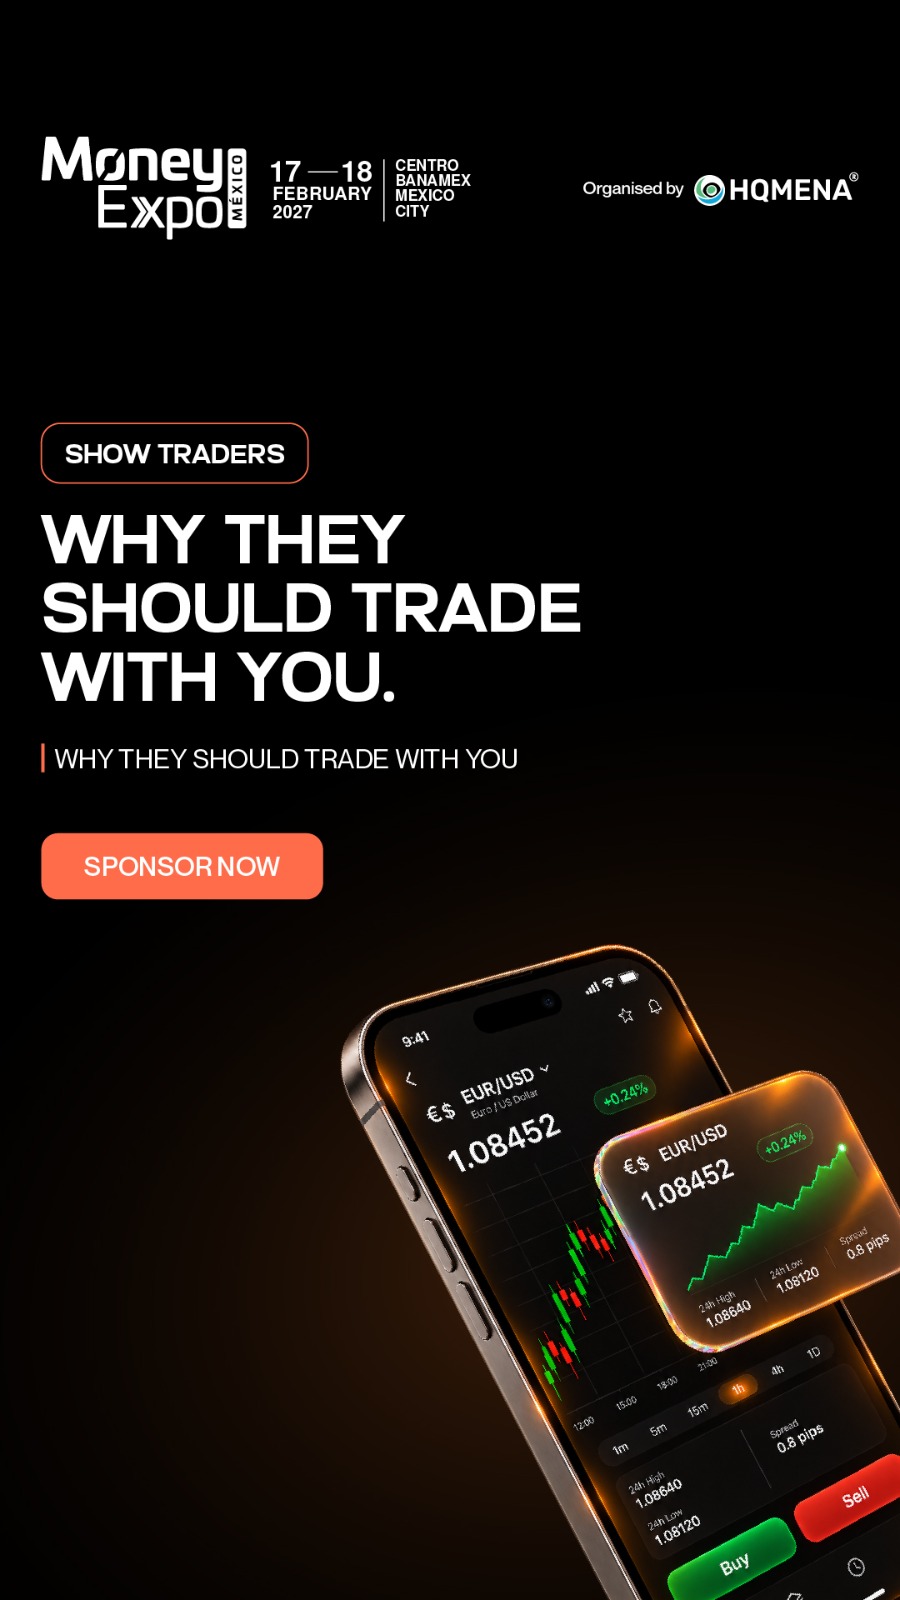 Money
Expo
MÉXICO
17 — 18
FEBRUARY
2027
CENTRO
BANAMEX
MEXICO
CITY
Organised by HQMENA®
SHOW TRADERS
WHY THEY
SHOULD TRADE
WITH YOU.
WHY THEY SHOULD TRADE WITH YOU
SPONSOR NOW
9:41
€$ EUR/USD
Euro / US Dollar
+0.24%
1.08452
€$ EUR/USD
+0.24%
1.08452
24h High
1.08640
24h Low
1.08120
Spread
0.8 pips
12:00 15:00 18:00 21:00
1m 5m 15m 1h 4h 1D
24h High
1.08640
Spread
0.8 pips
24h Low
1.08120
Buy
Sell